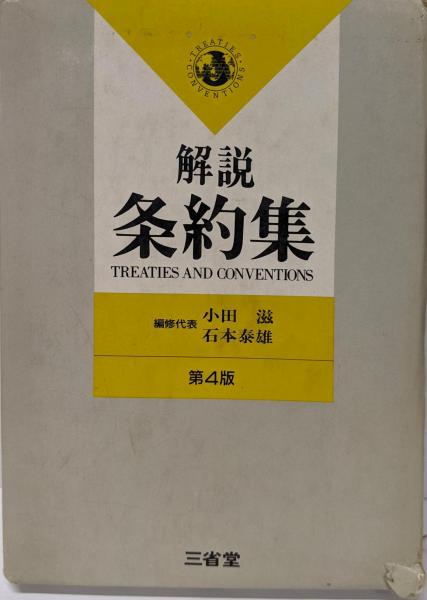 TREATIES
CONVENTIONS
解説
条約集
TREATIES AND CONVENTIONS
編修代表 小田 滋
石本泰雄
第4版
三省堂